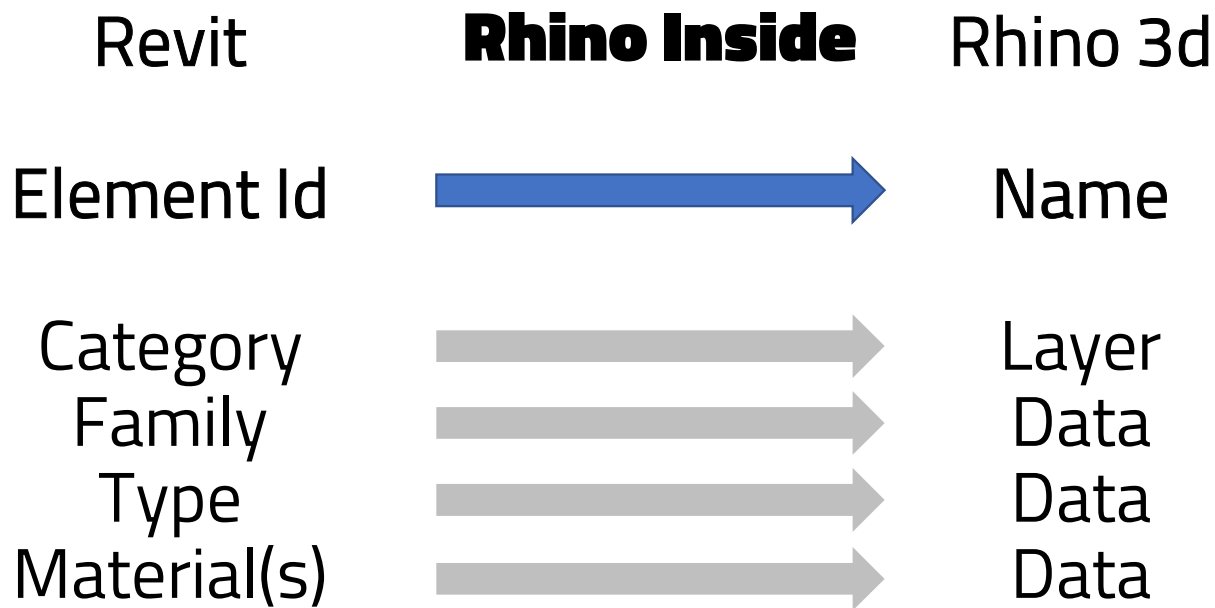 Revit Rhino Inside Rhino 3d
Element Id Name
Category Layer
Family Data
Type Data
Material(s) Data